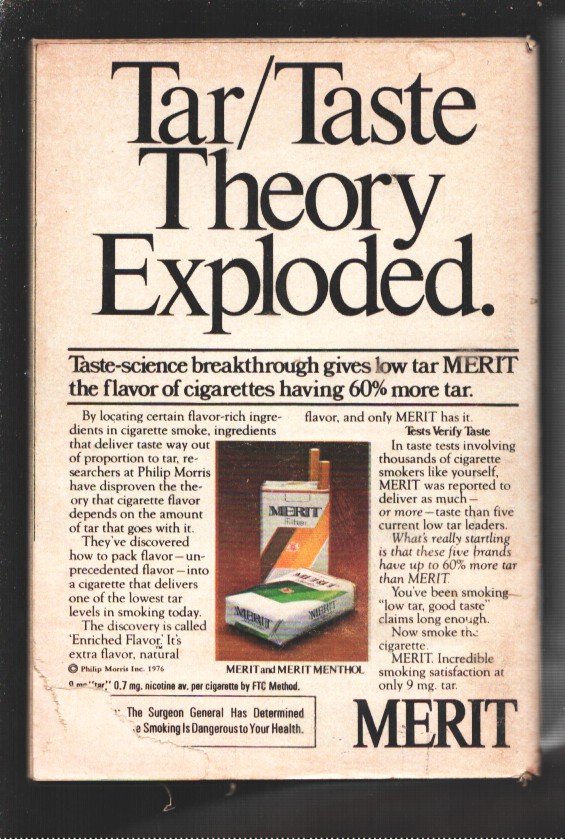 Tar/Taste
Theory
Exploded.
Taste-science breakthrough gives low tar MERIT
the flavor of cigarettes having 60% more tar.
By locating certain flavor-rich ingre-
dients in cigarette smoke, ingredients
that deliver taste way out
of proportion to tar, re-
searchers at Philip Morris
have disproven the the-
ory that cigarette flavor
depends on the amount
of tar that goes with it.
They've discovered
how to pack flavor—un-
precedented flavor—into
a cigarette that delivers
one of the lowest tar
levels in smoking today.
The discovery is called
'Enriched Flavor.'™ It's
extra flavor, natural
flavor, and only MERIT has it.
Tests Verify Taste
In taste tests involving
thousands of cigarette
smokers like yourself,
MERIT was reported to
deliver as much—
or more—taste than five
current low tar leaders.
What's really startling
is that these five brands
have up to 60% more tar
than MERIT.
You've been smoking
"low tar, good taste"
claims long enough.
Now smoke the
cigarette.
MERIT. Incredible
smoking satisfaction at
only 9 mg. tar.
MERIT
Filter
MERIT
MERIT
MERIT
MERIT and MERIT MENTHOL
© Philip Morris Inc. 1976
9 mg "tar," 0.7 mg. nicotine av. per cigarette by FTC Method.
The Surgeon General Has Determined
Smoking Is Dangerous to Your Health.
MERIT